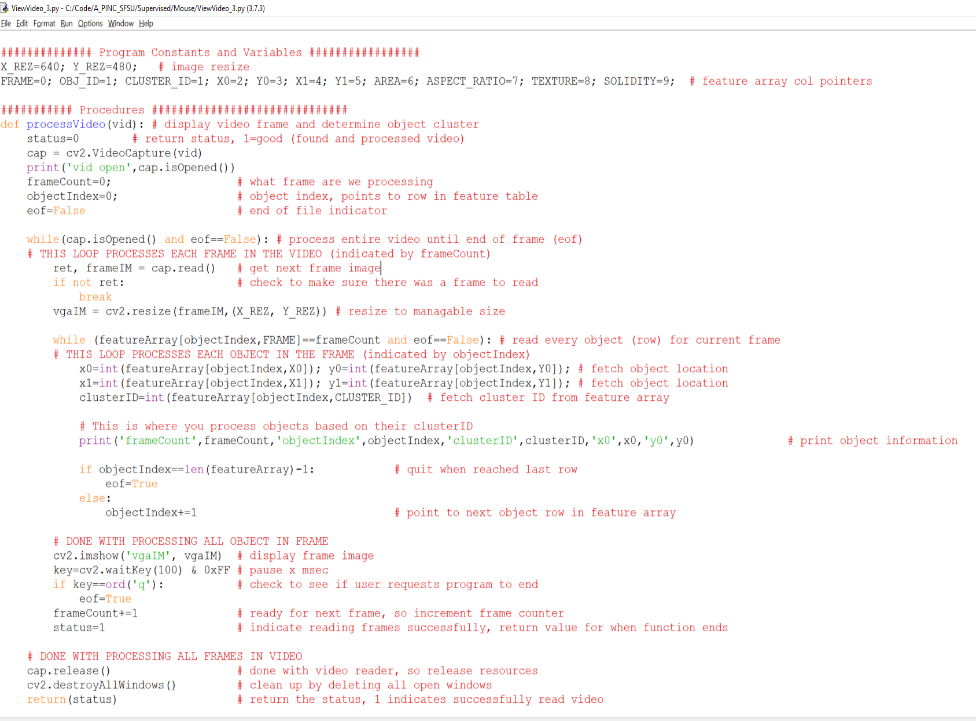 ViewVideo_3.py - C:/Code/A_PINC_SFSU/Supervised/Mouse/ViewVideo_3.py (3.7.3)
File Edit Format Run Options Window Help
############## Program Constants and Variables #################
X_REZ=640; Y_REZ=480;   # image resize
FRAME=0; OBJ_ID=1; CLUSTER_ID=1; X0=2; Y0=3; X1=4; Y1=5; AREA=6; ASPECT_RATIO=7; TEXTURE=8; SOLIDITY=9;  # feature array col pointers
########### Procedures ##############################
def processVideo(vid): # display video frame and determine object cluster
    status=0        # return status, 1=good (found and processed video)
    cap = cv2.VideoCapture(vid)
    print('vid open',cap.isOpened())
    frameCount=0;                   # what frame are we processing
    objectIndex=0;                  # object index, points to row in feature table
    eof=False                       # end of file indicator
    while(cap.isOpened() and eof==False): # process entire video until end of frame (eof)
    # THIS LOOP PROCESSES EACH FRAME IN THE VIDEO (indicated by frameCount)
        ret, frameIM = cap.read()   # get next frame image
        if not ret:                 # check to make sure there was a frame to read
            break
        vgaIM = cv2.resize(frameIM,(X_REZ, Y_REZ)) # resize to managable size
        while (featureArray[objectIndex,FRAME]==frameCount and eof==False): # read every object (row) for current frame
        # THIS LOOP PROCESSES EACH OBJECT IN THE FRAME (indicated by objectIndex)
            x0=int(featureArray[objectIndex,X0]); y0=int(featureArray[objectIndex,Y0]); # fetch object location
            x1=int(featureArray[objectIndex,X1]); y1=int(featureArray[objectIndex,Y1]); # fetch object location
            clusterID=int(featureArray[objectIndex,CLUSTER_ID])  # fetch cluster ID from feature array
            # This is where you process objects based on their clusterID
            print('frameCount',frameCount,'objectIndex',objectIndex,'clusterID',clusterID,'x0',x0,'y0',y0)              # print object information
            if objectIndex==len(featureArray)-1:            # quit when reached last row
                eof=True
            else:
                objectIndex+=1                              # point to next object row in feature array
        # DONE WITH PROCESSING ALL OBJECT IN FRAME
        cv2.imshow('vgaIM', vgaIM)  # display frame image
        key=cv2.waitKey(100) & 0xFF # pause x msec
        if key==ord('q'):           # check to see if user requests program to end
            eof=True
        frameCount+=1               # ready for next frame, so increment frame counter
        status=1                    # indicate reading frames successfully, return value for when function ends
    # DONE WITH PROCESSING ALL FRAMES IN VIDEO
    cap.release()                   # done with video reader, so release resources
    cv2.destroyAllWindows()         # clean up by deleting all open windows
    return(status)                  # return the status, 1 indicates successfully read video